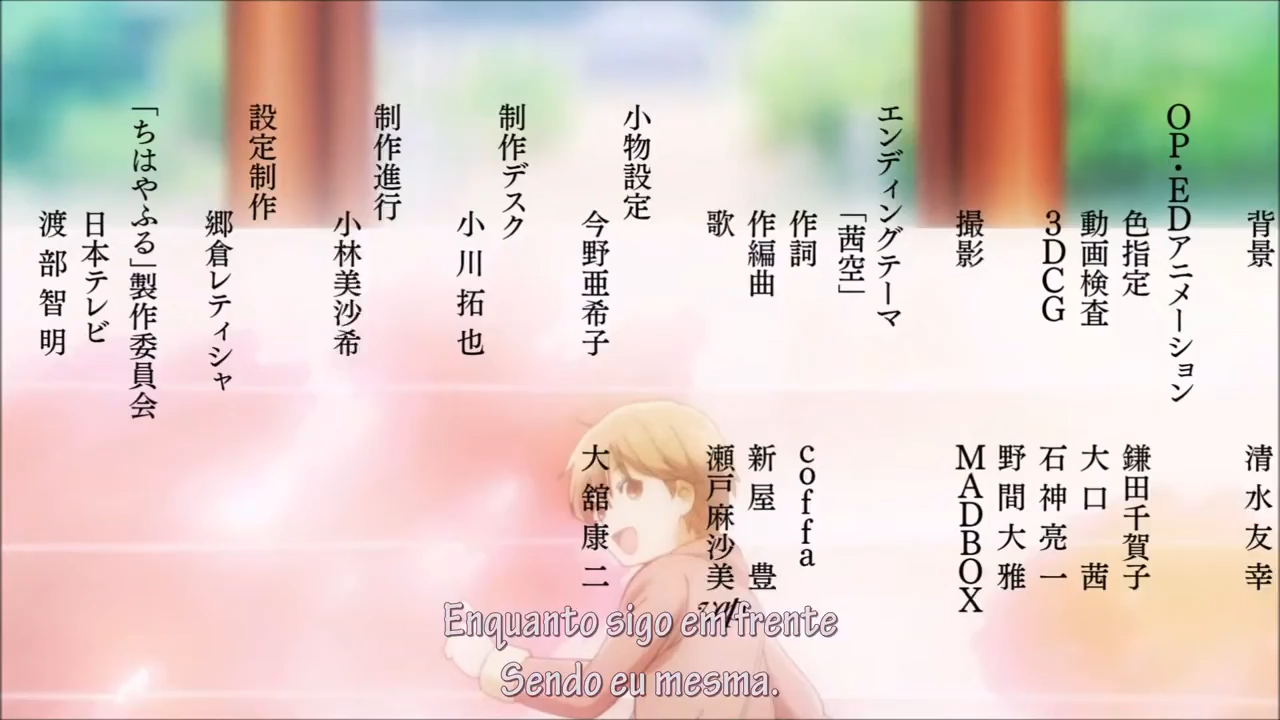 背景
清水友幸
OP・EDアニメーション
色指定
鎌田千賀子
動画検査
大口 茜
3DCG
石神亮一
野間大雅
撮影
MADBOX
エンディングテーマ
「茜空」
作詞
coffa
作編曲
新屋 豊
歌
瀬戸麻沙美
小物設定
今野亜希子
大舘康二
制作デスク
小川拓也
制作進行
小林美沙希
設定制作
郷倉レティシャ
「ちはやふる」製作委員会
日本テレビ
渡部智明
Enquanto sigo em frente
Sendo eu mesma.